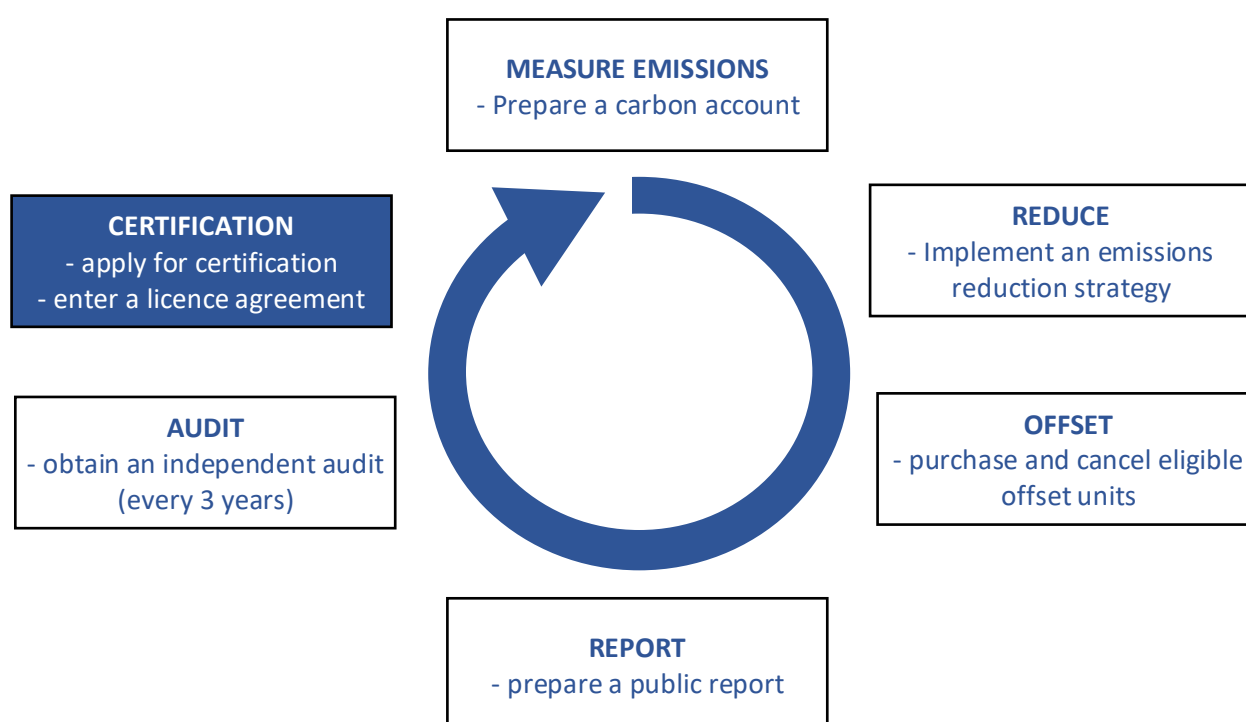 MEASURE EMISSIONS
- Prepare a carbon account
REDUCE
- Implement an emissions
reduction strategy
OFFSET
- purchase and cancel eligible
offset units
REPORT
- prepare a public report
AUDIT
- obtain an independent audit
(every 3 years)
CERTIFICATION
- apply for certification
- enter a licence agreement